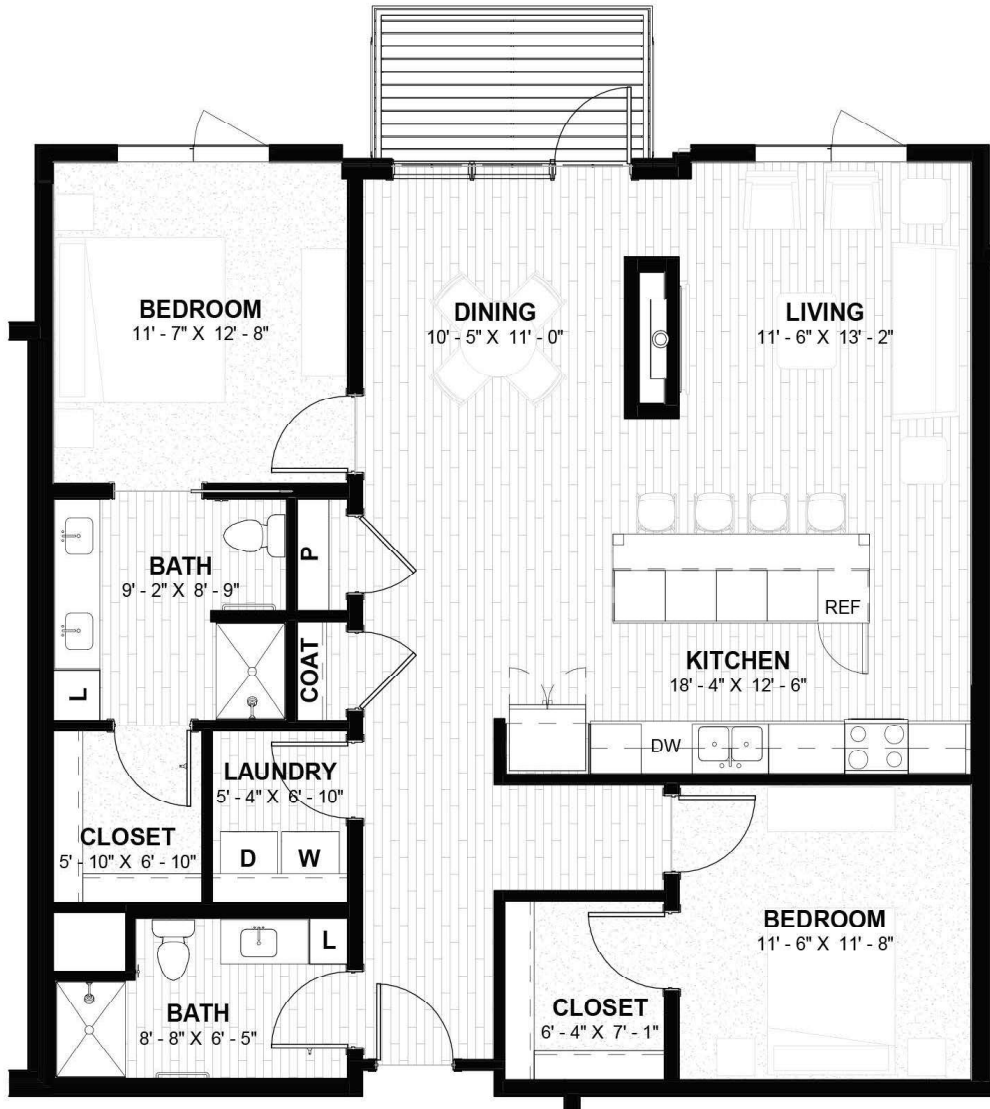 BEDROOM
11' - 7" X 12' - 8"
DINING
10' - 5" X 11' - 0"
LIVING
11' - 6" X 13' - 2"
BATH
9' - 2" X 8' - 9"
P
REF
L
COAT
KITCHEN
18' - 4" X 12' - 6"
DW
LAUNDRY
5' - 4" X 6' - 10"
CLOSET
5' - 10" X 6' - 10"
D
W
L
BEDROOM
11' - 6" X 11' - 8"
BATH
8' - 8" X 6' - 5"
CLOSET
6' - 4" X 7' - 1"